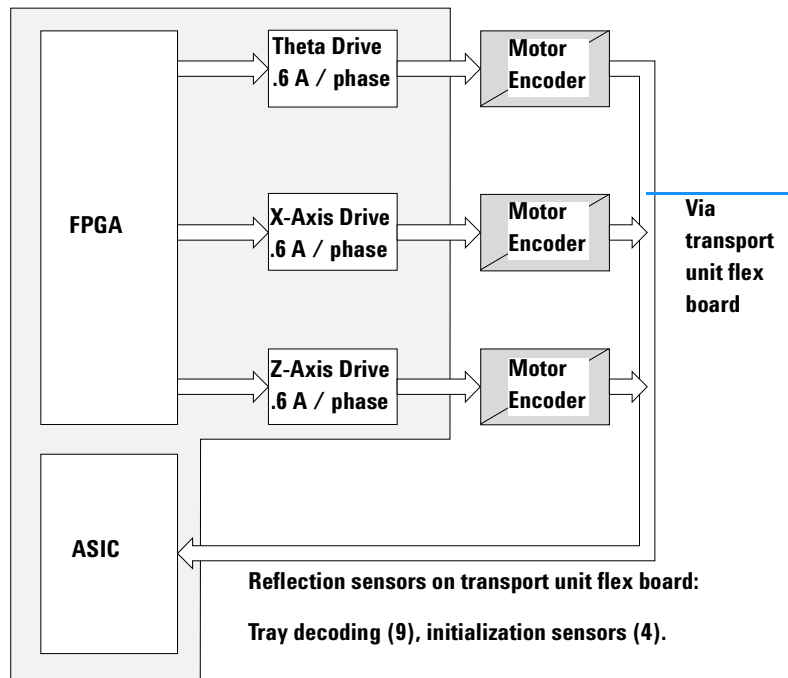 Theta Drive
.6 A / phase
Motor
Encoder
FPGA
X-Axis Drive
.6 A / phase
Motor
Encoder
Via
transport
unit flex
board
Z-Axis Drive
.6 A / phase
Motor
Encoder
ASIC
Reflection sensors on transport unit flex board:
Tray decoding (9), initialization sensors (4).